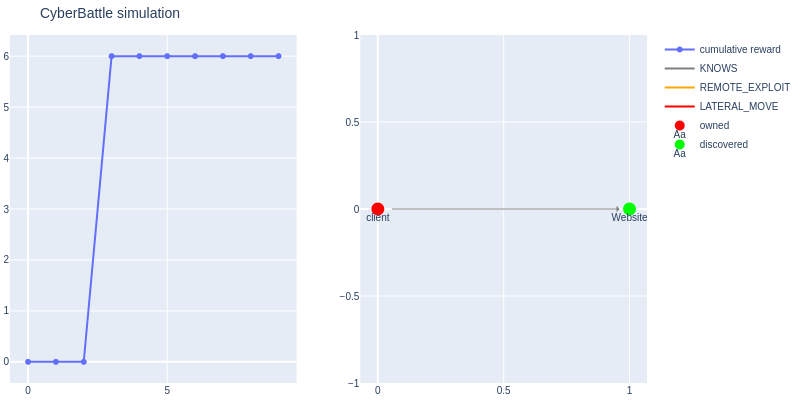 CyberBattle simulation
6
5
4
3
2
1
0
0
5
1
0.5
0
−0.5
−1
0
0.5
1
client
Website
cumulative reward
KNOWS
REMOTE_EXPLOIT
LATERAL_MOVE
Aa
owned
Aa
discovered